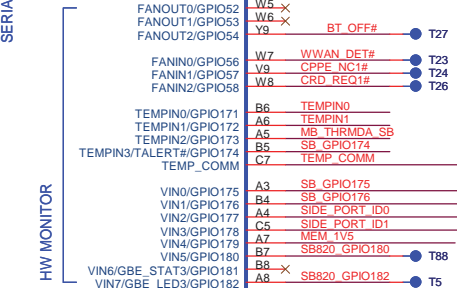 SERIA
FANOUT0/GPIO52 W5
FANOUT1/GPIO53 W6
FANOUT2/GPIO54 Y9 BT_OFF# T27
FANIN0/GPIO56 W7 WWAN_DET# T23
FANIN1/GPIO57 V9 CPPE_NC1# T24
FANIN2/GPIO58 W8 CRD_REQ1# T26
HW MONITOR
TEMPIN0/GPIO171 B6 TEMPIN0
TEMPIN1/GPIO172 A6 TEMPIN1
TEMPIN2/GPIO173 A5 MB_THRMDA_SB
TEMPIN3/TALERT#/GPIO174 B5 SB_GPIO174
TEMP_COMM C7 TEMP_COMM
VIN0/GPIO175 A3 SB_GPIO175
VIN1/GPIO176 B4 SB_GPIO176
VIN2/GPIO177 A4 SIDE_PORT_ID0
VIN3/GPIO178 C5 SIDE_PORT_ID1
VIN4/GPIO179 A7 MEM_1V5
VIN5/GPIO180 B7 SB820_GPIO180 T88
VIN6/GBE_STAT3/GPIO181 B8
VIN7/GBE_LED3/GPIO182 A8 SB820_GPIO182 T5